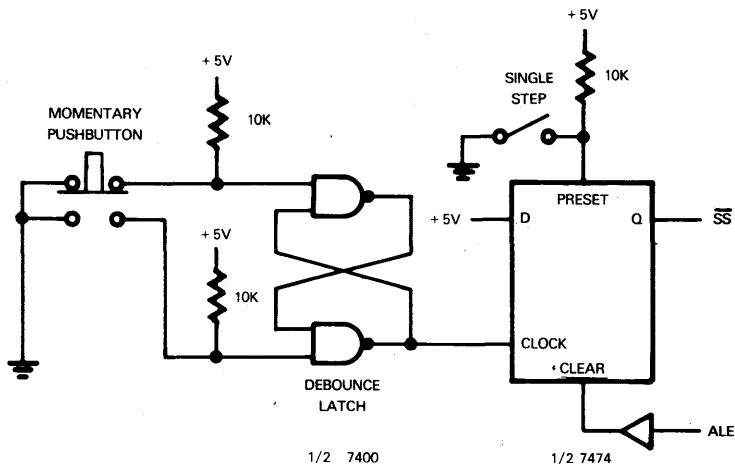 + 5V
+ 5V
10K
SINGLE
STEP
10K
MOMENTARY
PUSHBUTTON
PRESET
+ 5V
D
Q
SS
+ 5V
10K
CLOCK
CLEAR
DEBOUNCE
LATCH
ALE
1/2 7400
1/2 7474